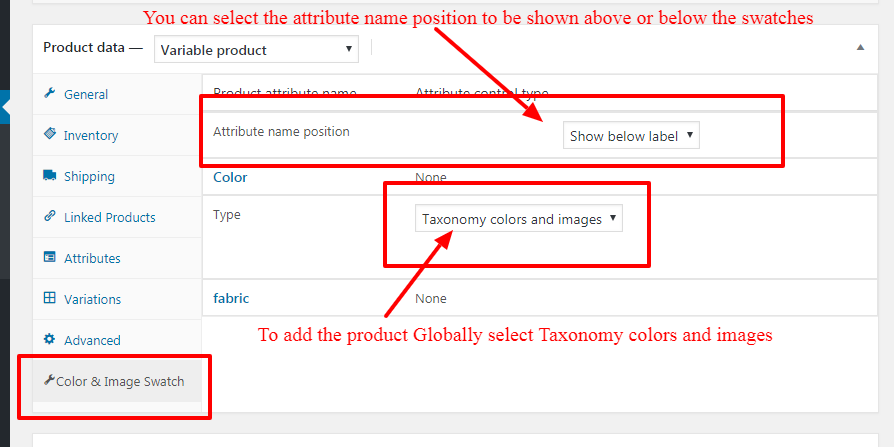 You can select the attribute name position to be shown above or below the swatches
Product data — Variable product
General
Product attribute name Attribute control type
Inventory
Attribute name position Show below label
Shipping
Color None
Linked Products
Type Taxonomy colors and images
Attributes
Variations
fabric None
Advanced
To add the product Globally select Taxonomy colors and images
Color & Image Swatch